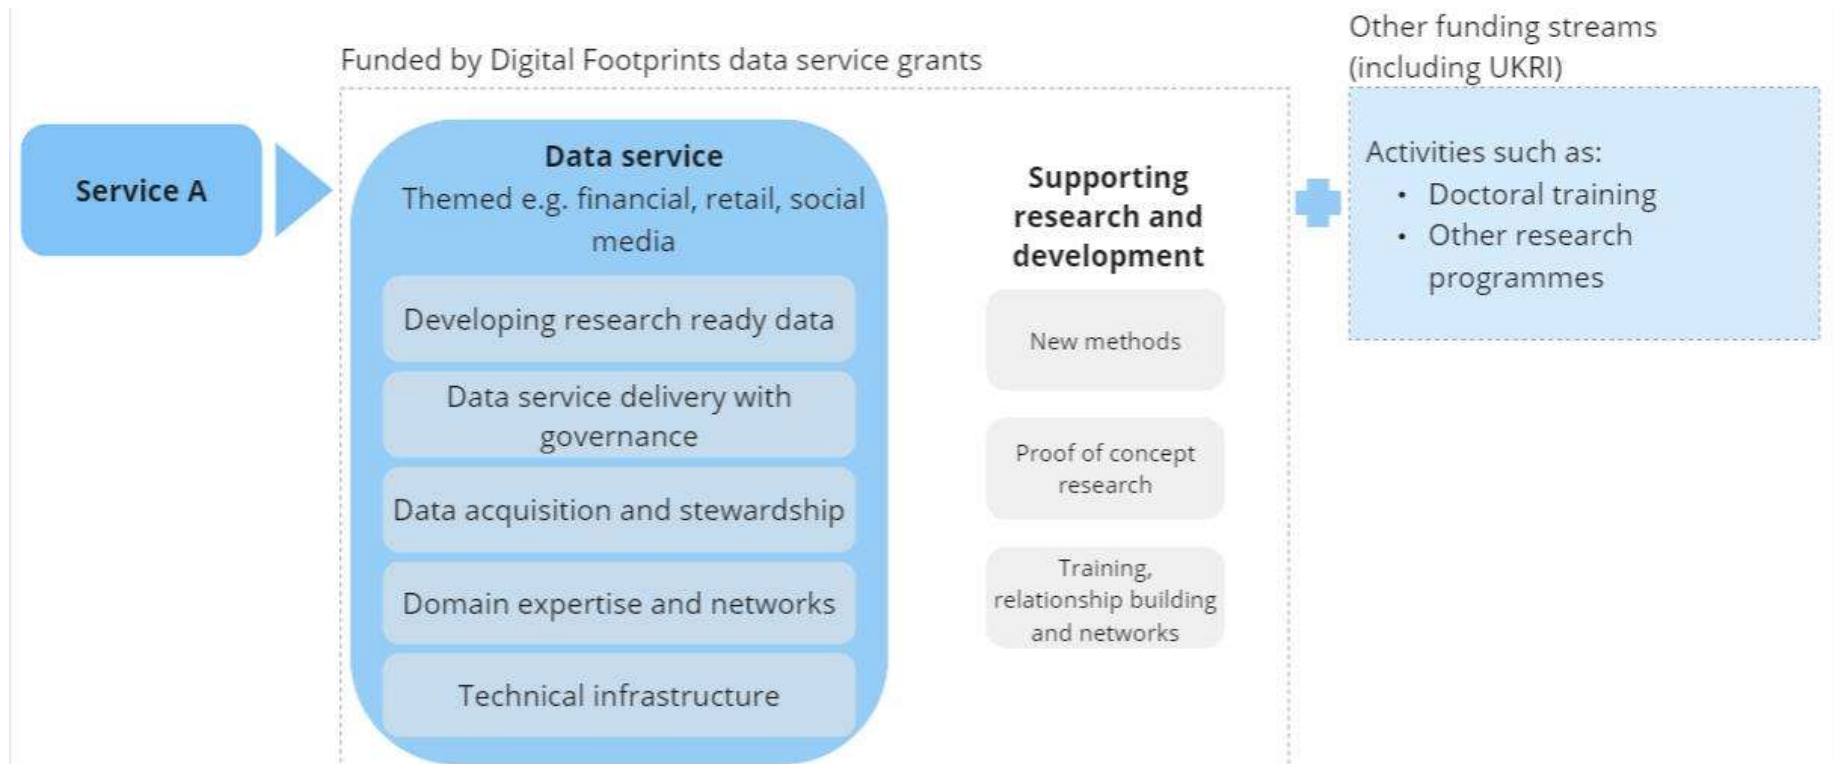 Other funding streams
(including UKRI)
Funded by Digital Footprints data service grants
Service A
Data service
Themed e.g. financial, retail, social
media
Developing research ready data
Data service delivery with
governance
Data acquisition and stewardship
Domain expertise and networks
Technical infrastructure
Supporting
research and
development
New methods
Proof of concept
research
Training,
relationship building
and networks
Activities such as:
• Doctoral training
• Other research
programmes